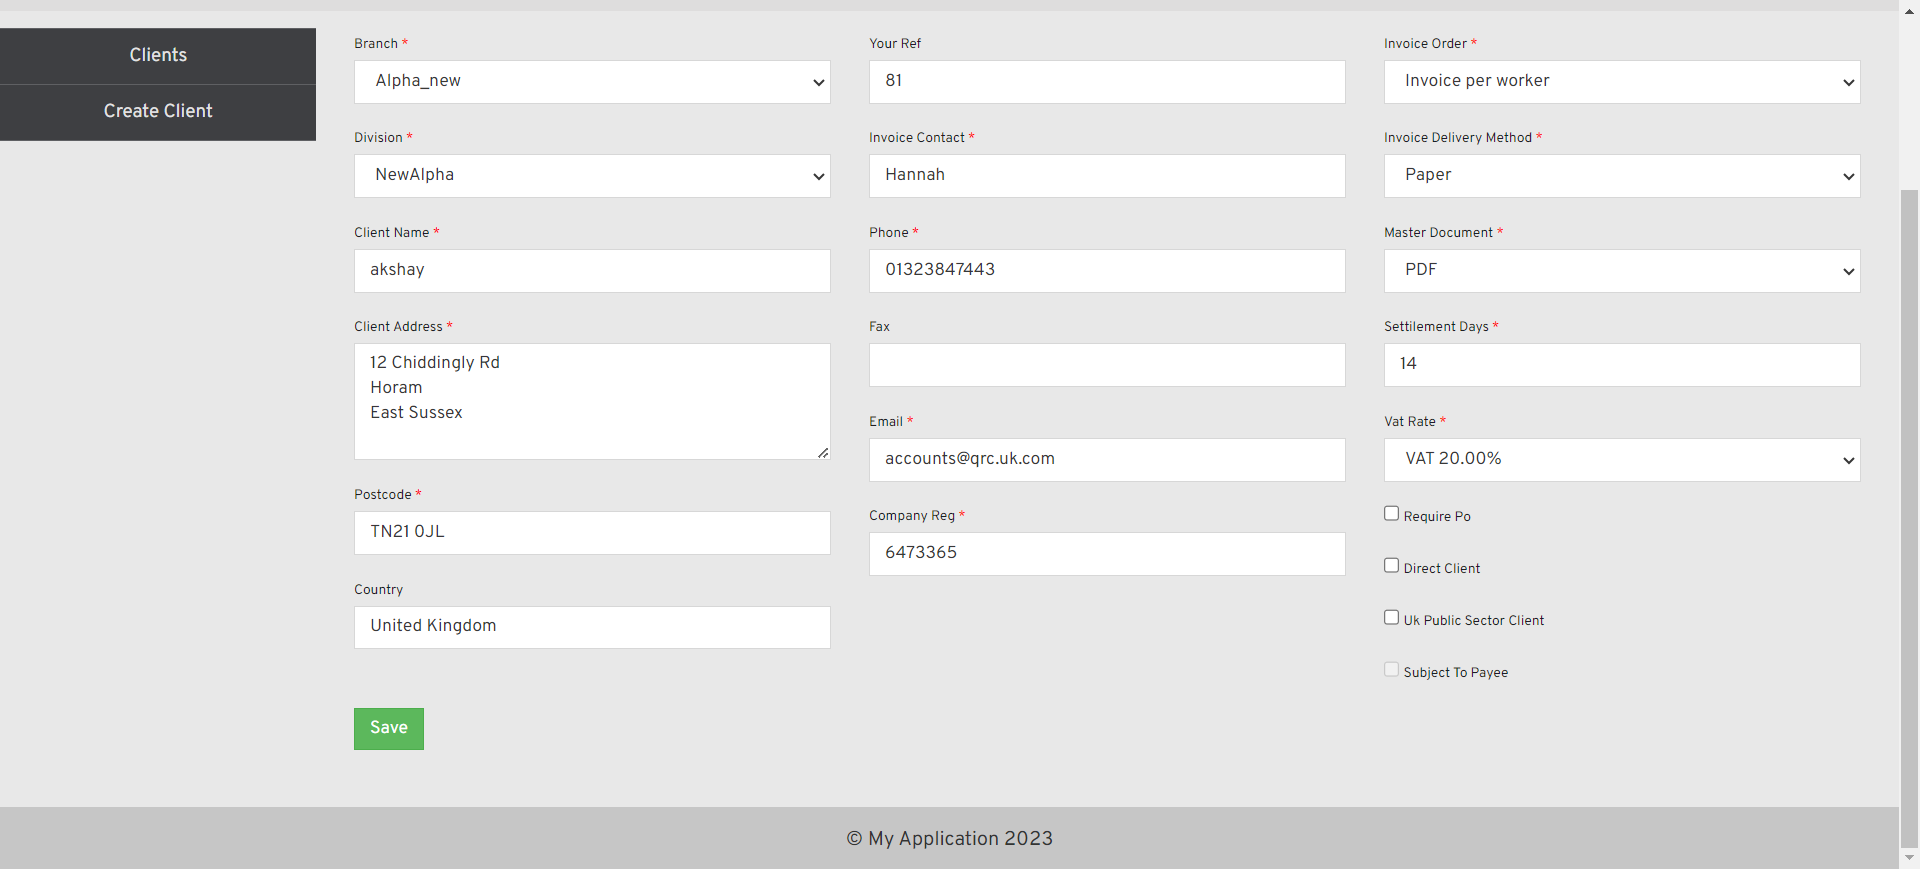 Clients
Create Client
Branch *
Alpha_new
Division *
NewAlpha
Client Name *
akshay
Client Address *
12 Chiddingly Rd
Horam
East Sussex
Postcode *
TN21 0JL
Country
United Kingdom
Save
Your Ref
81
Invoice Contact *
Hannah
Phone *
01323847443
Fax
Email *
accounts@qrc.uk.com
Company Reg *
6473365
Invoice Order *
Invoice per worker
Invoice Delivery Method *
Paper
Master Document *
PDF
Settilement Days *
14
Vat Rate *
VAT 20.00%
Require Po
Direct Client
Uk Public Sector Client
Subject To Payee
© My Application 2023